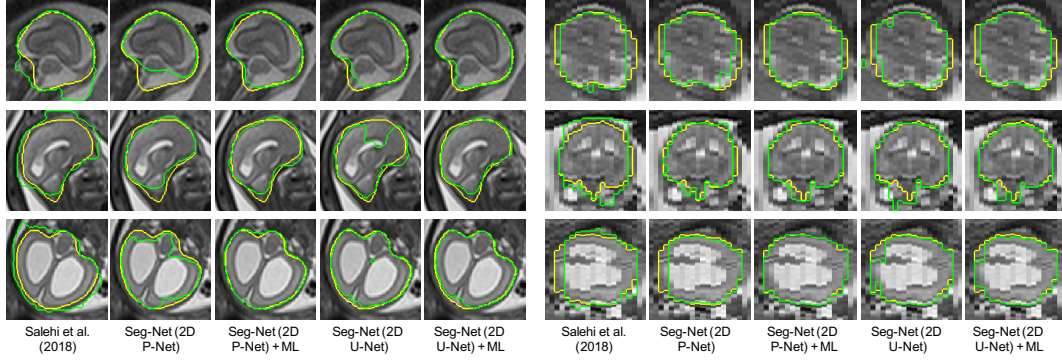 Salehi et al.
(2018)
Seg-Net (2D
P-Net)
Seg-Net (2D
P-Net) + ML
Seg-Net (2D
U-Net)
Seg-Net (2D
U-Net) + ML
Salehi et al.
(2018)
Seg-Net (2D
P-Net)
Seg-Net (2D
P-Net) + ML
Seg-Net (2D
U-Net)
Seg-Net (2D
U-Net) + ML